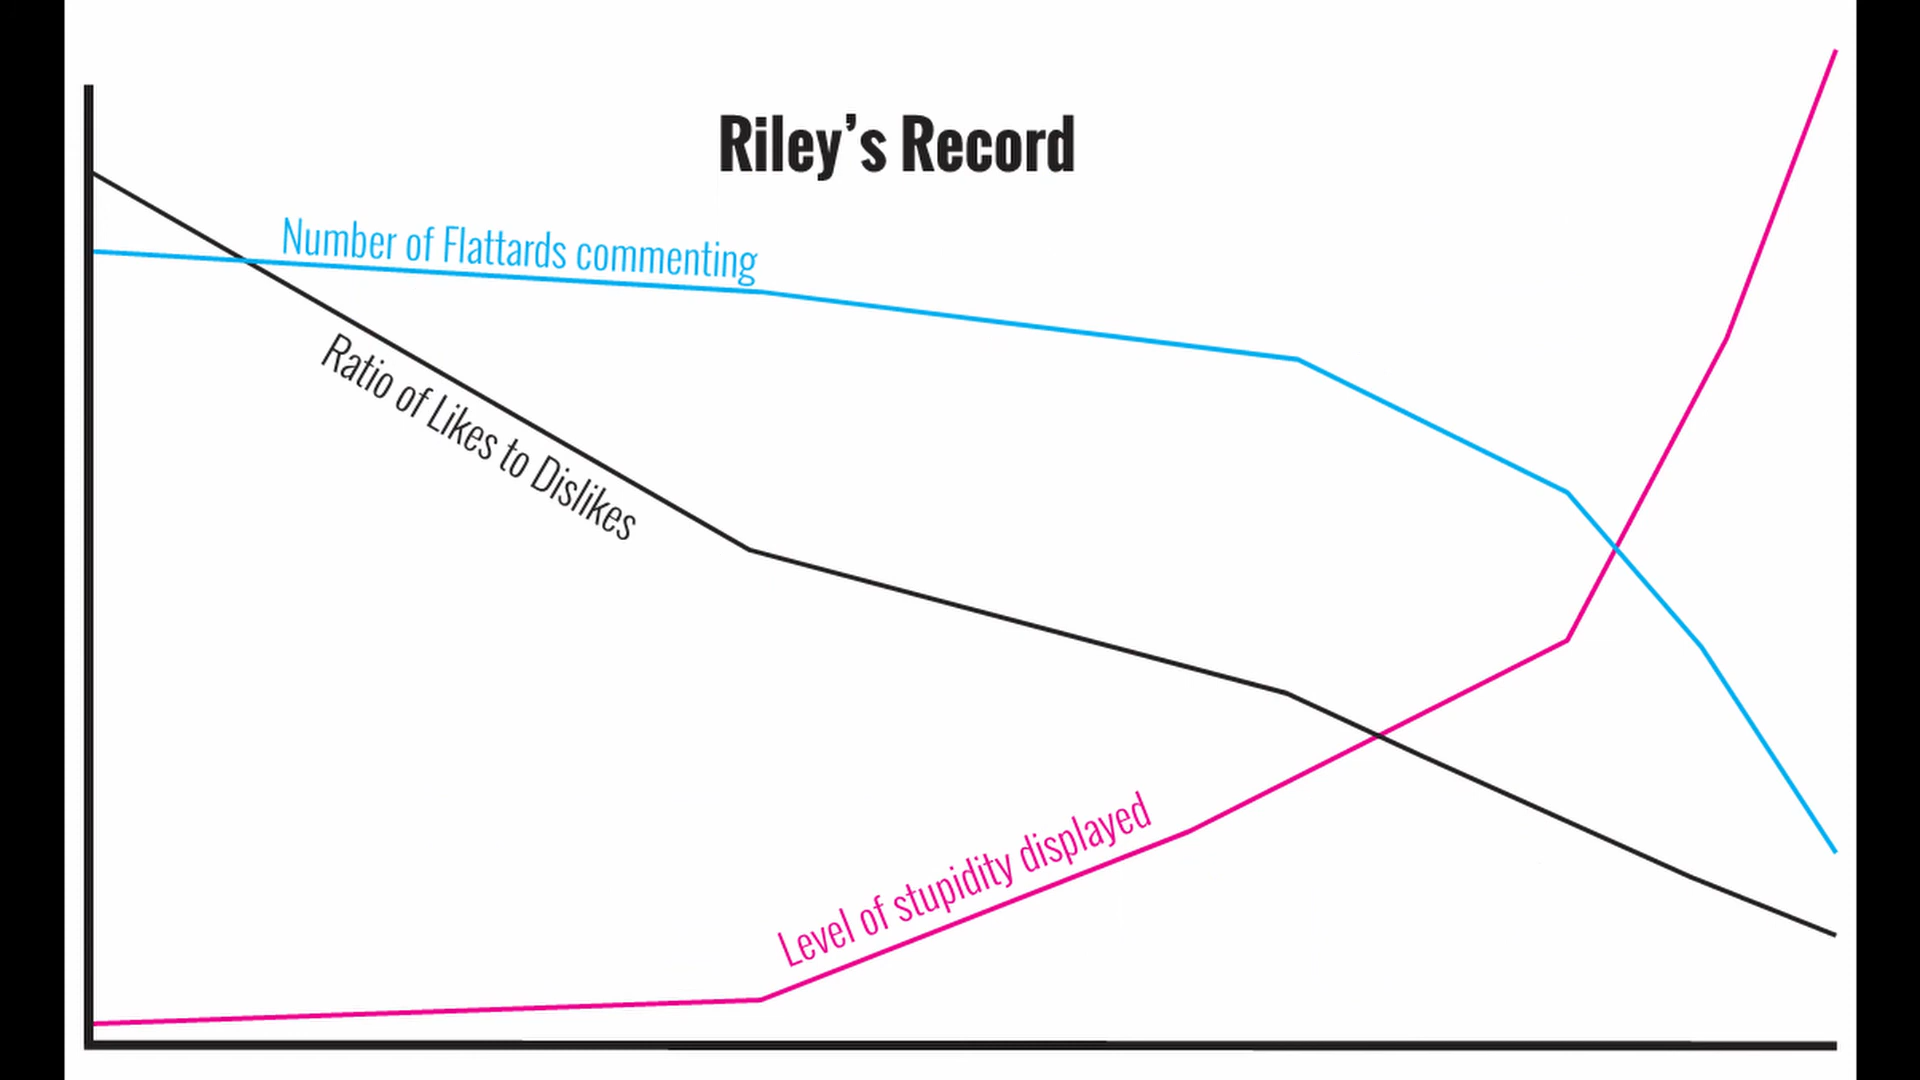 Riley’s Record
Number of Flattards commenting
Ratio of Likes to Dislikes
Level of stupidity displayed